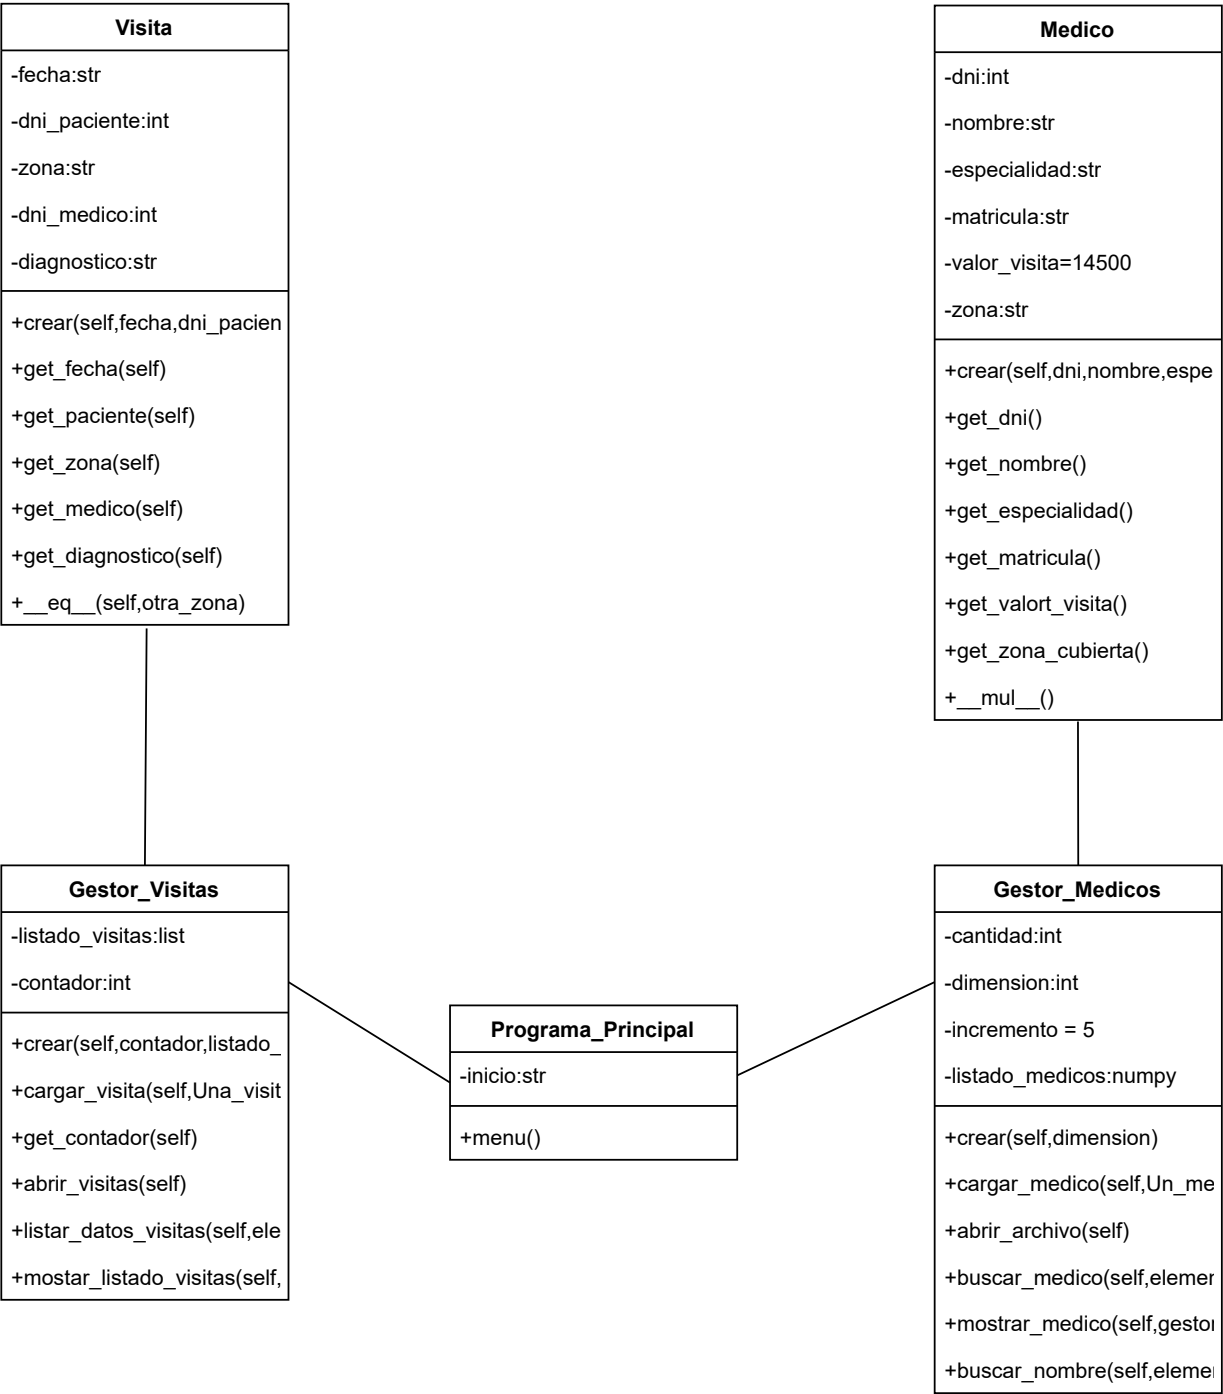 Visita
-fecha:str
-dni_paciente:int
-zona:str
-dni_medico:int
-diagnostico:str
+crear(self,fecha,dni_pacien
+get_fecha(self)
+get_paciente(self)
+get_zona(self)
+get_medico(self)
+get_diagnostico(self)
+__eq__(self,otra_zona)
Medico
-dni:int
-nombre:str
-especialidad:str
-matricula:str
-valor_visita=14500
-zona:str
+crear(self,dni,nombre,espe
+get_dni()
+get_nombre()
+get_especialidad()
+get_matricula()
+get_valort_visita()
+get_zona_cubierta()
+__mul__()
Gestor_Visitas
-listado_visitas:list
-contador:int
+crear(self,contador,listado_
+cargar_visita(self,Una_visit
+get_contador(self)
+abrir_visitas(self)
+listar_datos_visitas(self,ele
+mostar_listado_visitas(self,
Programa_Principal
-inicio:str
+menu()
Gestor_Medicos
-cantidad:int
-dimension:int
-incremento = 5
-listado_medicos:numpy
+crear(self,dimension)
+cargar_medico(self,Un_me
+abrir_archivo(self)
+buscar_medico(self,elemen
+mostrar_medico(self,gestor
+buscar_nombre(self,eleme